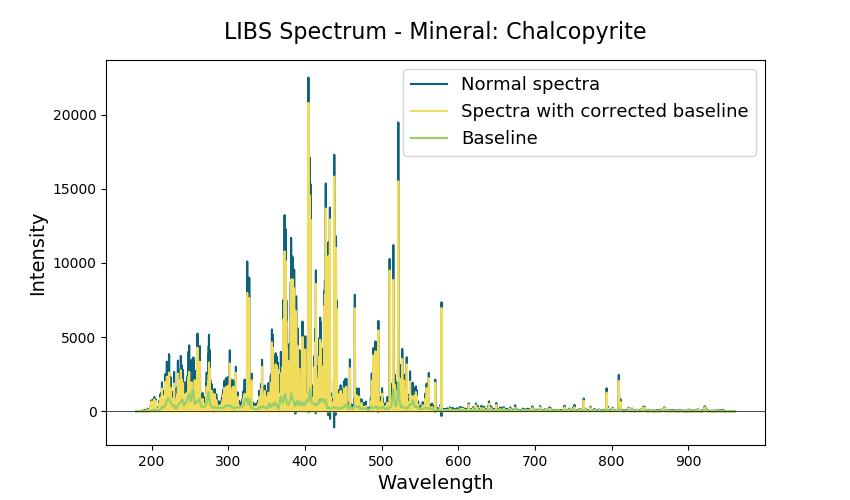 LIBS Spectrum - Mineral: Chalcopyrite
Normal spectra
Spectra with corrected baseline
Baseline
Intensity
20000
15000
10000
5000
0
200 300 400 500 600 700 800 900
Wavelength